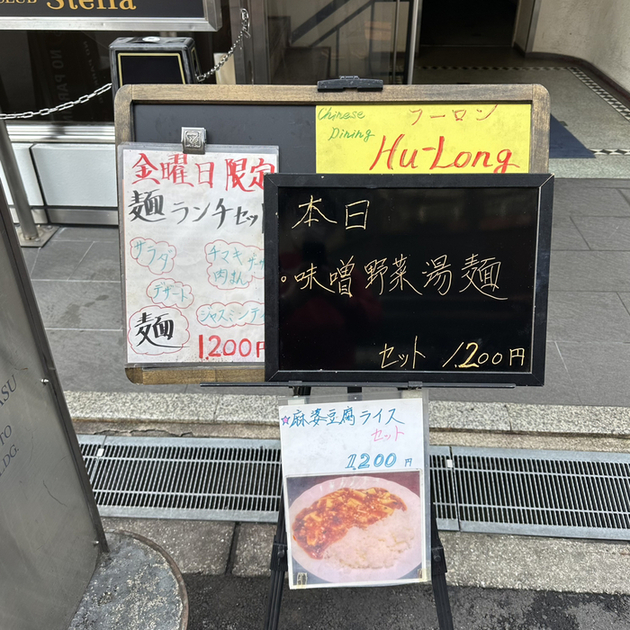 CLUB Stella
Chinese
Dining
フーロン
Hu-Long
金曜日限定
麺ランチセット
サラダ
チマキ
肉まん
デザート
ジャスミンティ
麺
1200円
本日
味噌野菜湯麺
セット 1.200円
☆麻婆豆腐ライス
セット
1,200円
ASU
TO
LDG.